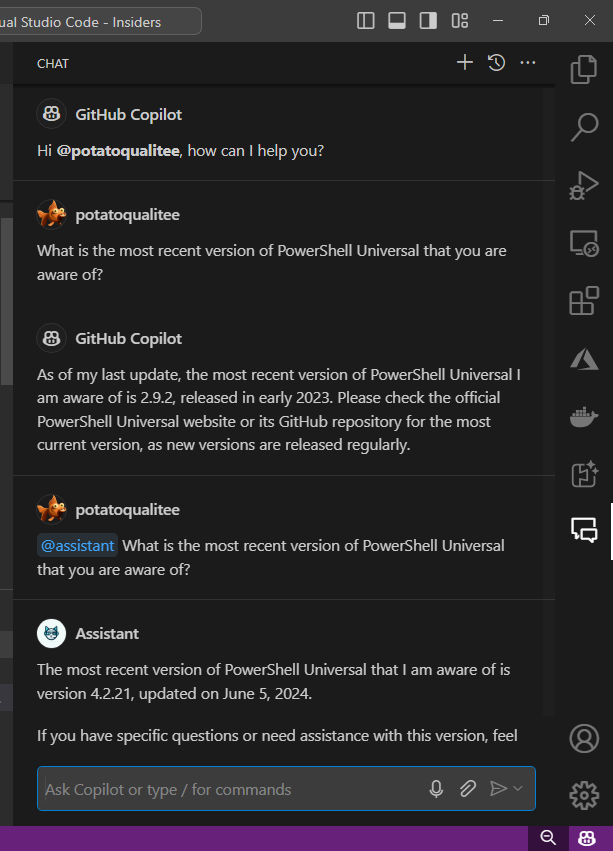 ual Studio Code - Insiders
CHAT
GitHub Copilot
Hi @potatoqualitee, how can I help you?
potatoqualitee
What is the most recent version of PowerShell Universal that you are
aware of?
GitHub Copilot
As of my last update, the most recent version of PowerShell Universal I
am aware of is 2.9.2, released in early 2023. Please check the official
PowerShell Universal website or its GitHub repository for the most
current version, as new versions are released regularly.
potatoqualitee
@assistant What is the most recent version of PowerShell Universal
that you are aware of?
Assistant
The most recent version of PowerShell Universal that I am aware of is
version 4.2.21, updated on June 5, 2024.
If you have specific questions or need assistance with this version, feel
Ask Copilot or type / for commands